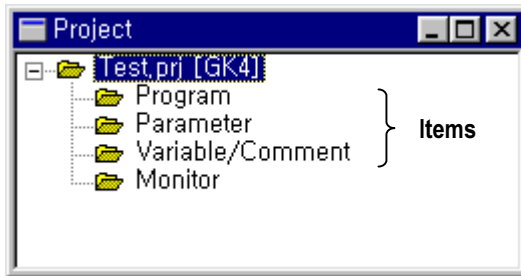 Project
Test.prj [GK4]
Program
Parameter
Variable/Comment
Monitor
Items